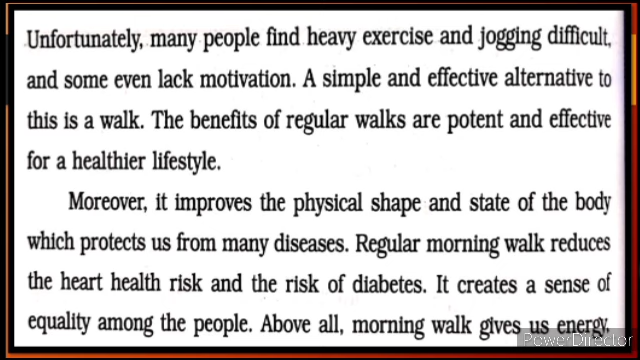 Unfortunately, many people find heavy exercise and jogging difficult,
and some even lack motivation. A simple and effective alternative to
this is a walk. The benefits of regular walks are potent and effective
for a healthier lifestyle.
Moreover, it improves the physical shape and state of the body
which protects us from many diseases. Regular morning walk reduces
the heart health risk and the risk of diabetes. It creates a sense of
equality among the people. Above all, morning walk gives us energy.
PowerDirector